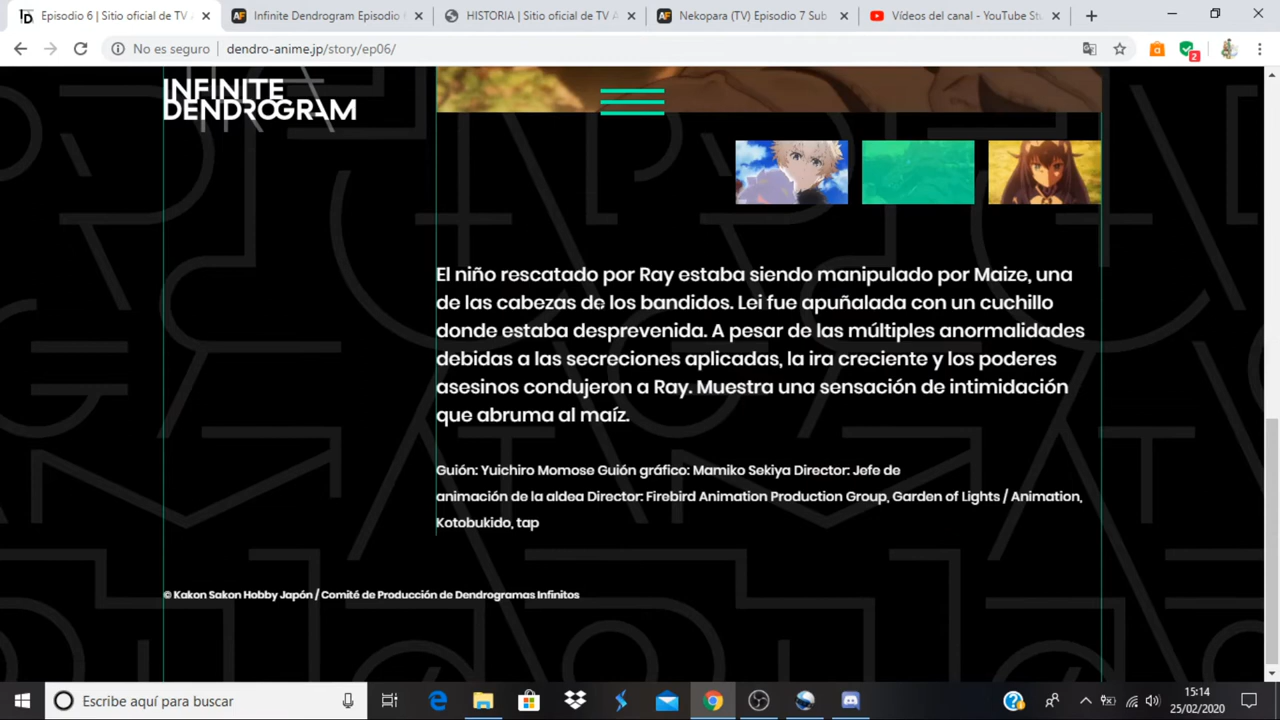 Episodio 6 | Sitio oficial de TV A
Infinite Dendrogram Episodio
HISTORIA | Sitio oficial de TV A
Nekopara (TV) Episodio 7 Sub
Vídeos del canal - YouTube Stu
No es seguro | dendro-anime.jp/story/ep06/
2
INFINITE
DENDROGRAM
El niño rescatado por Ray estaba siendo manipulado por Maize, una
de las cabezas de los bandidos. Lei fue apuñalada con un cuchillo
donde estaba desprevenida. A pesar de las múltiples anormalidades
debidas a las secreciones aplicadas, la ira creciente y los poderes
asesinos condujeron a Ray. Muestra una sensación de intimidación
que abruma al maíz.
Guión: Yuichiro Momose Guión gráfico: Mamiko Sekiya Director: Jefe de
animación de la aldea Director: Firebird Animation Production Group, Garden of Lights / Animation,
Kotobukido, tap
© Kakon Sakon Hobby Japón / Comité de Producción de Dendrogramas Infinitos
Escribe aquí para buscar
15:14
25/02/2020